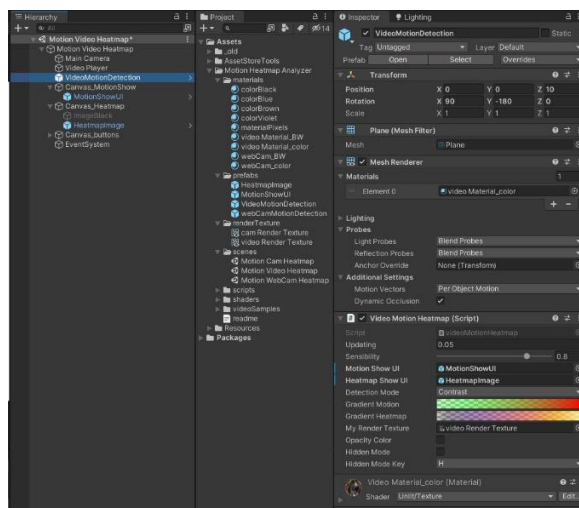 Hierarchy
All
Motion Video Heatmap*
Motion Video Heatmap
Main Camera
Video Player
VideoMotionDetection
Canvas_MotionShow
MotionShowUI
Canvas_Heatmap
imageBlack
HeatmapImage
Canvas_buttons
EventSystem
Project
14
Assets
_old
AssetStoreTools
Motion Heatmap Analyzer
materials
colorBlack
colorBlue
colorBrown
colorViolet
materialPixels
video Material_BW
video Material_color
webCam_BW
webCam_color
prefabs
HeatmapImage
MotionShowUI
VideoMotionDetection
webCamMotionDetection
renderTexture
cam Render Texture
video Render Texture
scenes
Motion Cam Heatmap
Motion Video Heatmap
Motion WebCam Heatmap
scripts
shaders
videoSamples
readme
Resources
Packages
Inspector Lighting
VideoMotionDetection Static
Tag Untagged Layer Default
Prefab Open Select Overrides
Transform
Position X 0 Y 0 Z 10
Rotation X 90 Y -180 Z 0
Scale X 1 Y 1 Z 1
Plane (Mesh Filter)
Mesh Plane
Mesh Renderer
Materials 1
Element 0 video Material_color
Lighting
Probes
Light Probes Blend Probes
Reflection Probes Blend Probes
Anchor Override None (Transform)
Additional Settings
Motion Vectors Per Object Motion
Dynamic Occlusion
Video Motion Heatmap (Script)
Script videoMotionHeatmap
Updating 0.05
Sensibility 0.8
Motion Show UI MotionShowUI
Heatmap Show UI HeatmapImage
Detection Mode Contrast
Gradient Motion
Gradient Heatmap
My Render Texture video Render Texture
Opacity Color
Hidden Mode
Hidden Mode Key H
Video Material_color (Material)
Shader Unlit/Texture Edit..